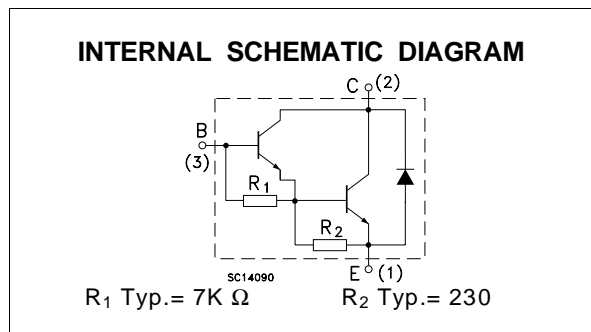 INTERNAL SCHEMATIC DIAGRAM
C (2)
B
(3)
R1
R2
SC14090
E (1)
R1 Typ.= 7K Ω R2 Typ.= 230